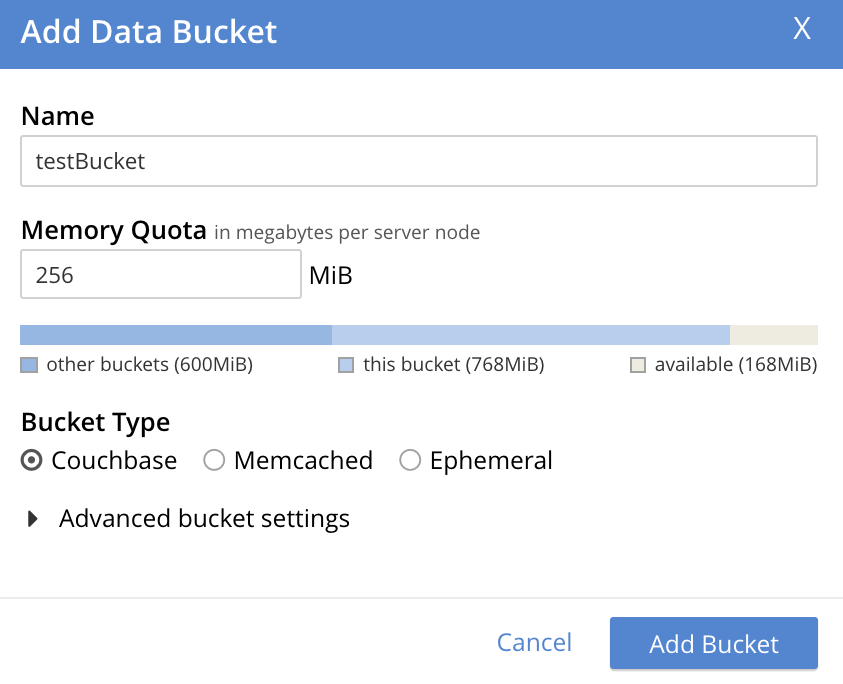 Add Data Bucket X
Name
testBucket
Memory Quota in megabytes per server node
256 MiB
other buckets (600MiB) this bucket (768MiB) available (168MiB)
Bucket Type
Couchbase Memcached Ephemeral
Advanced bucket settings
Cancel Add Bucket